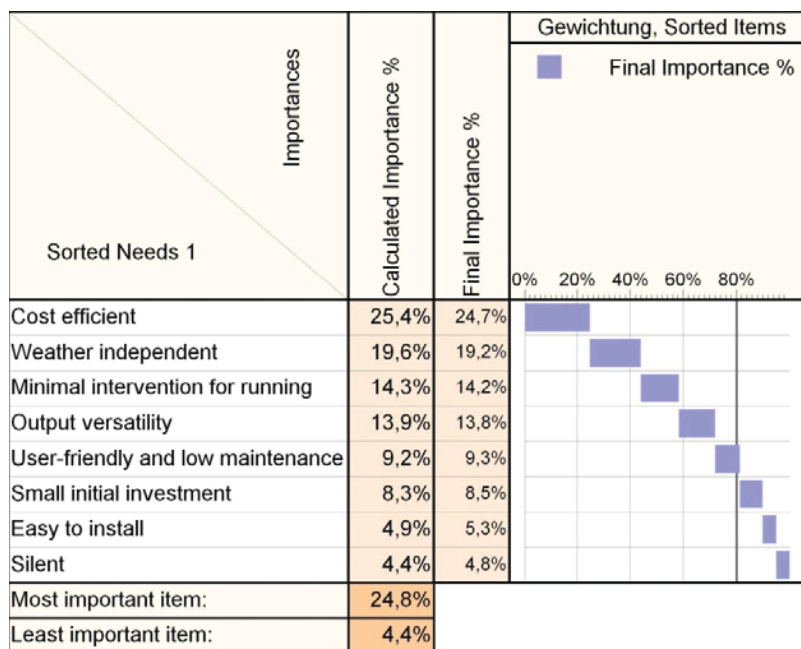 Gewichtung, Sorted Items
Final Importance %
Importances
Calculated Importance %
Final Importance %
Sorted Needs 1
0% 20% 40% 60% 80%
Cost efficient 25,4% 24,7%
Weather independent 19,6% 19,2%
Minimal intervention for running 14,3% 14,2%
Output versatility 13,9% 13,8%
User-friendly and low maintenance 9,2% 9,3%
Small initial investment 8,3% 8,5%
Easy to install 4,9% 5,3%
Silent 4,4% 4,8%
Most important item: 24,8%
Least important item: 4,4%